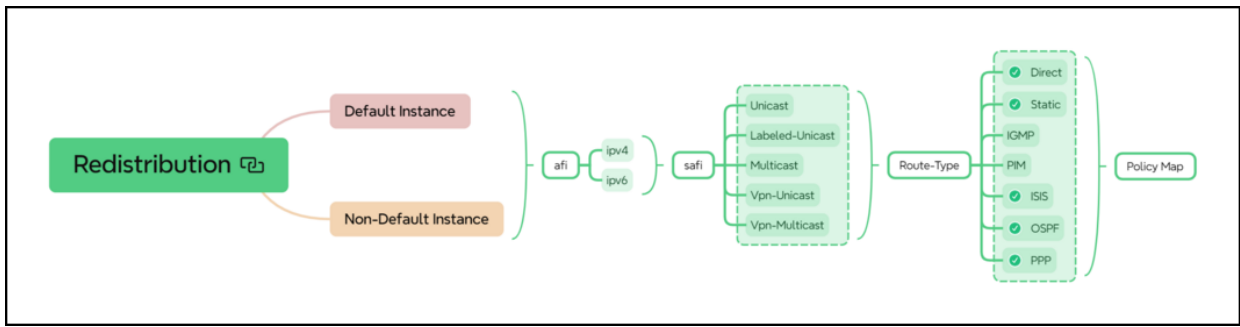 Redistribution
Default Instance
Non-Default Instance
afi
ipv4
ipv6
safi
Unicast
Labeled-Unicast
Multicast
Vpn-Unicast
Vpn-Multicast
Route-Type
Direct
Static
IGMP
PIM
ISIS
OSPF
PPP
Policy Map